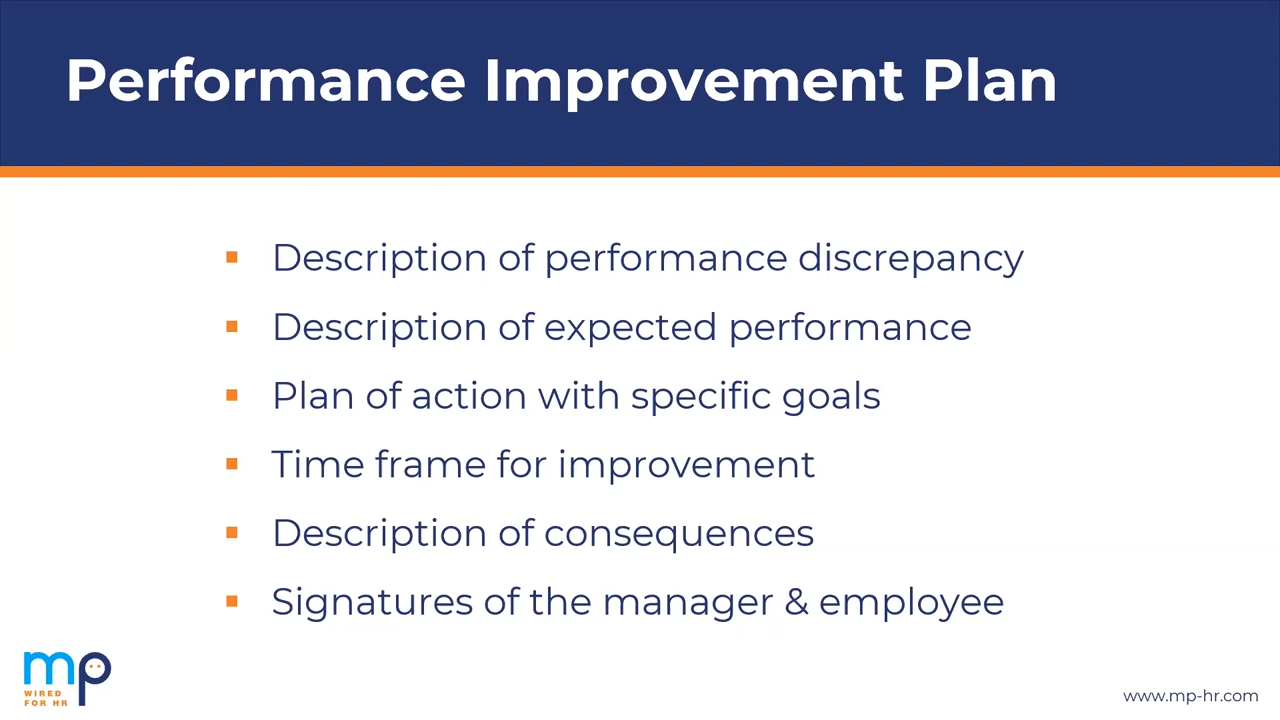 Performance Improvement Plan
Description of performance discrepancy
Description of expected performance
Plan of action with specific goals
Time frame for improvement
Description of consequences
Signatures of the manager & employee
mp
WIRED
FOR HR
www.mp-hr.com